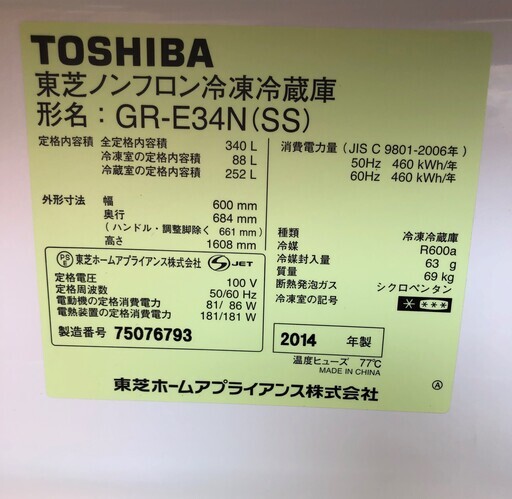 TOSHIBA
東芝ノンフロン冷凍冷蔵庫
形名：GR-E34N(SS)
定格内容積 全定格内容積 340 L
冷凍室の定格内容積 88 L
冷蔵室の定格内容積 252 L
消費電力量 ( JIS C 9801-2006年 )
50Hz 460 kWh/年
60Hz 460 kWh/年
外形寸法 幅 600 mm
奥行 684 mm
( ハンドル・調整脚除く 661 mm )
高さ 1608 mm
種類 冷凍冷蔵庫
冷媒 R600a
冷媒封入量 63 g
質量 69 kg
断熱発泡ガス シクロペンタン
冷凍室の記号 * ***
PS E 東芝ホームアプライアンス株式会社 S JET
定格電圧 100 V
定格周波数 50/60 Hz
電動機の定格消費電力 81/ 86 W
電熱装置の定格消費電力 181/181 W
製造番号 75076793
2014 年製
温度ヒューズ 77℃
MADE IN CHINA
東芝ホームアプライアンス株式会社
Ⓐ